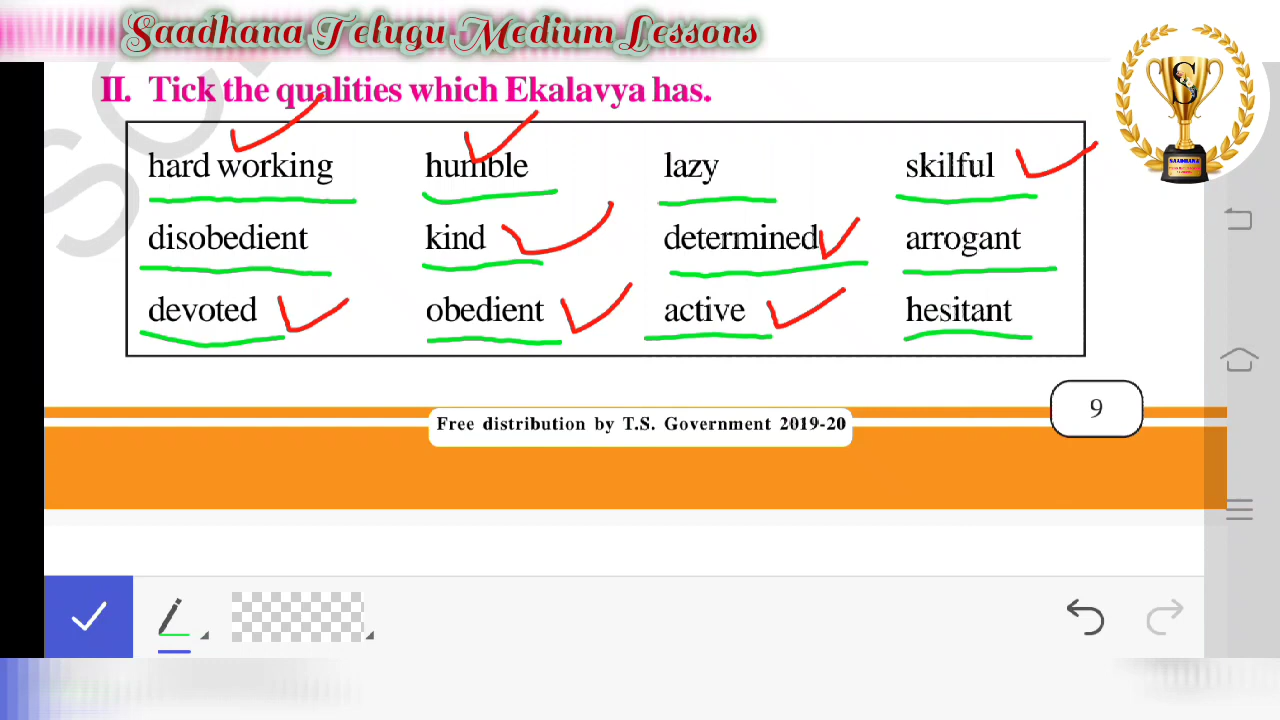 Saadhana Telugu Medium Lessons
II. Tick the qualities which Ekalavya has.
hard working humble lazy skilful
disobedient kind determined arrogant
devoted obedient active hesitant
9
Free distribution by T.S. Government 2019-20
S
SAADHANA